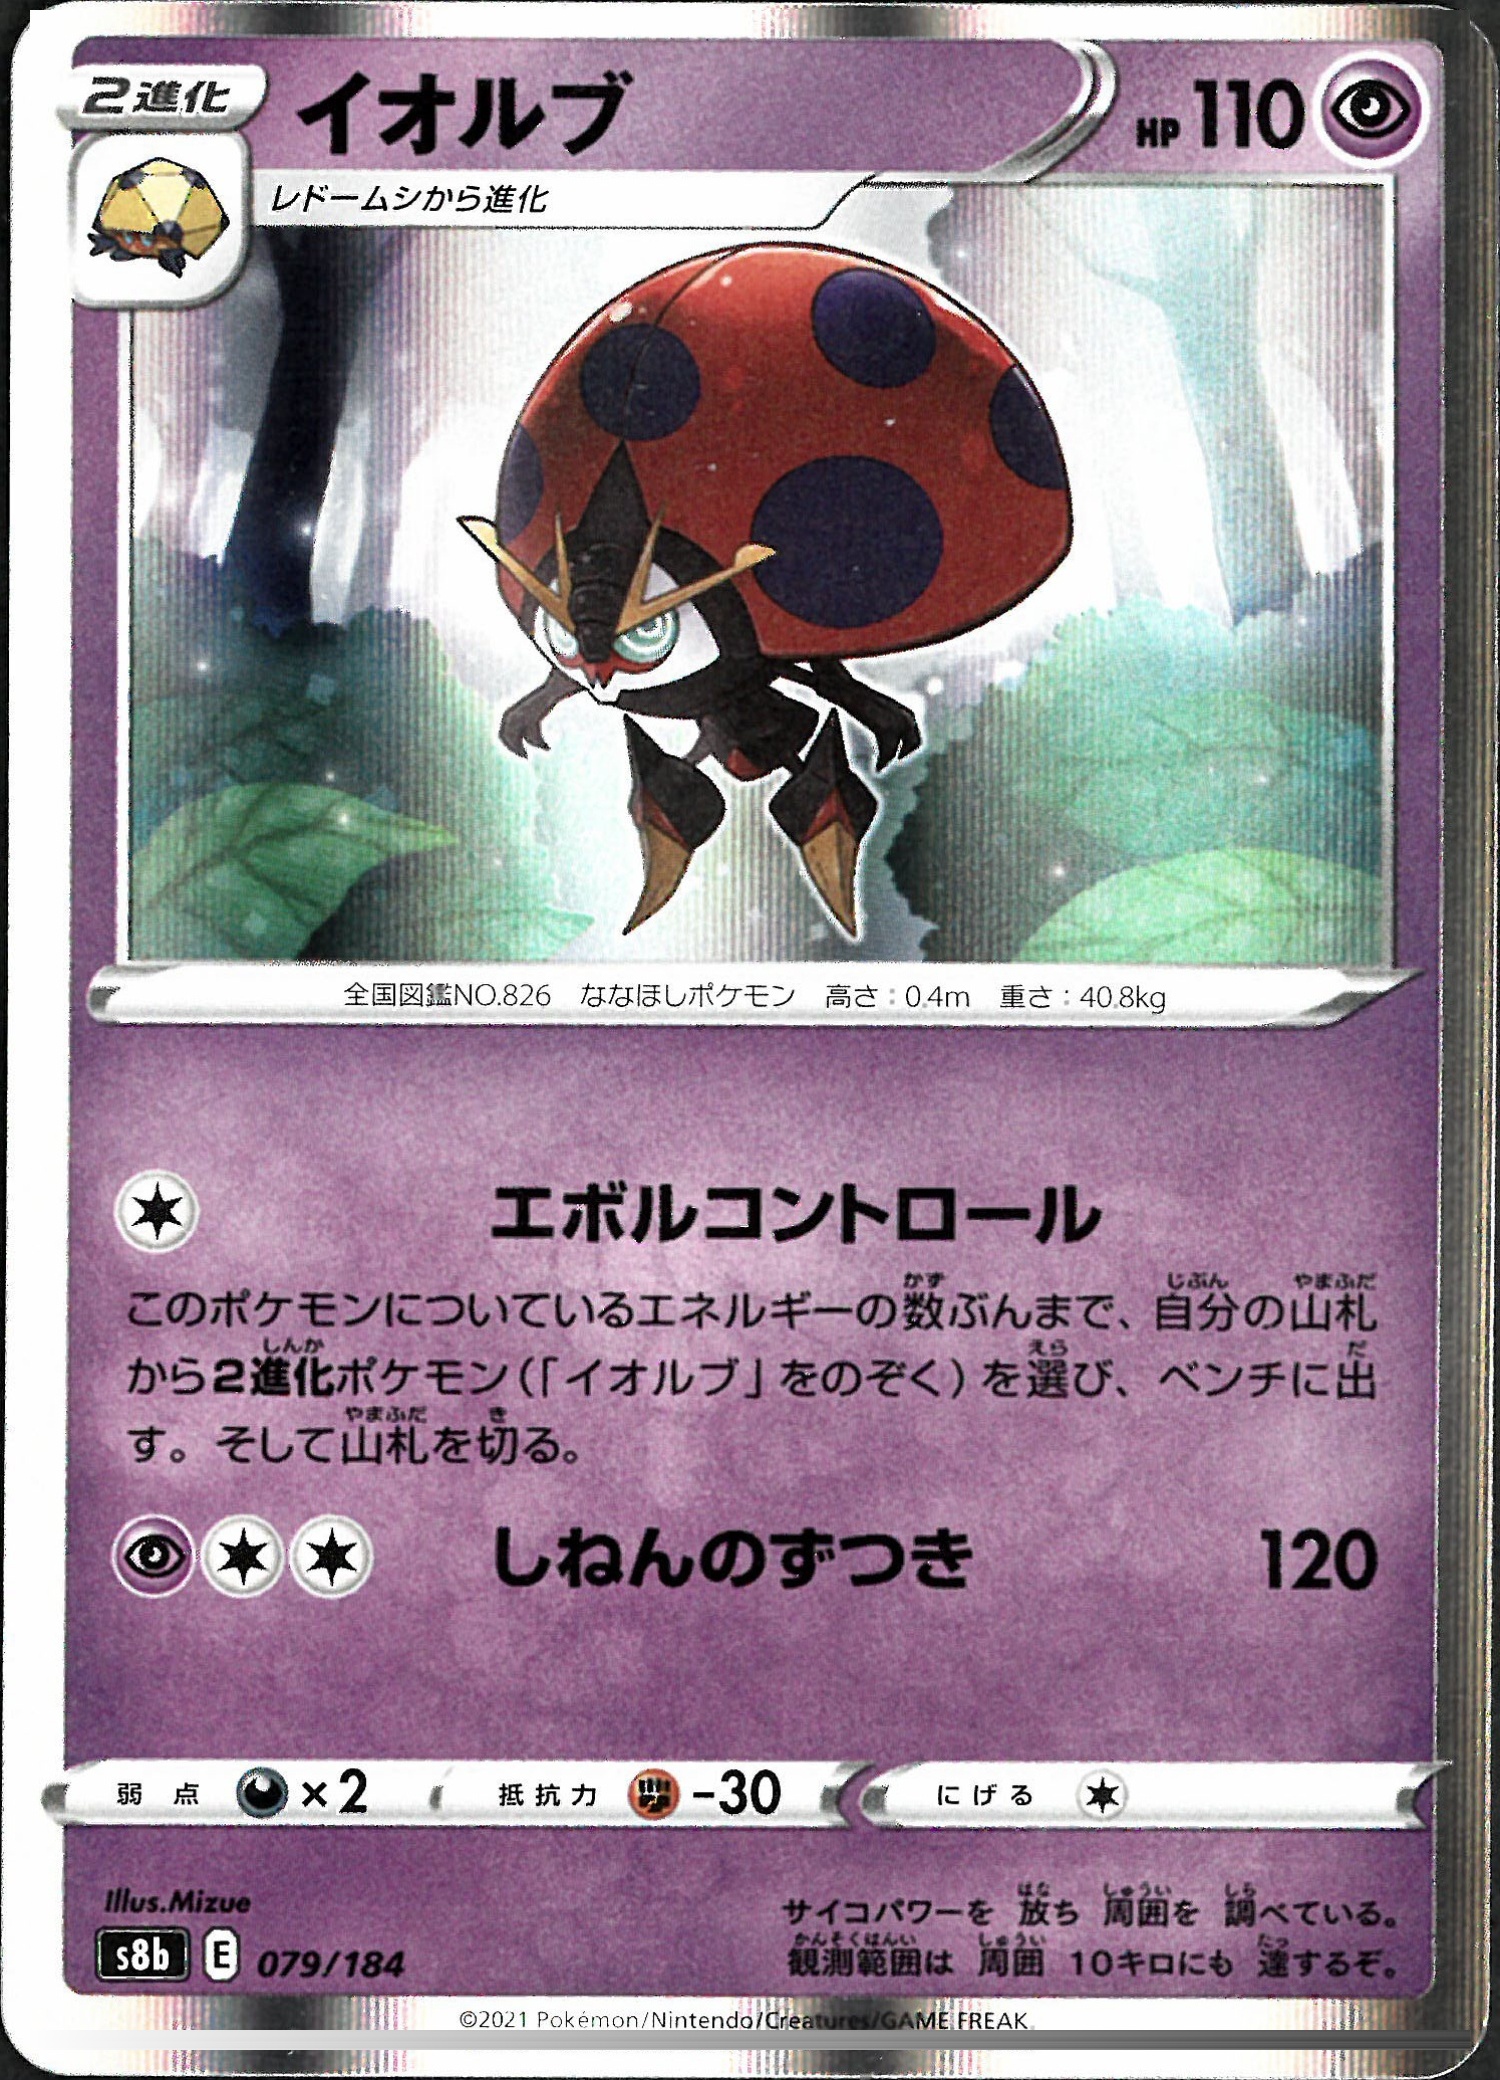 2進化
イオルブ
HP 110
レドームシから進化
全国図鑑NO.826 ななほしポケモン 高さ：0.4m 重さ：40.8kg
エボルコントロール
このポケモンについているエネルギーの数ぶんまで、自分の山札
から2進化ポケモン（「イオルブ」をのぞく）を選び、ベンチに出
す。そして山札を切る。
しねんのずつき 120
弱点 ×2 抵抗力 -30 にげる
Illus.Mizue
s8b E 079/184
サイコパワーを 放ち 周囲を 調べている。
観測範囲は 周囲 10キロにも 達するぞ。
©2021 Pokémon/Nintendo/Creatures/GAME FREAK.